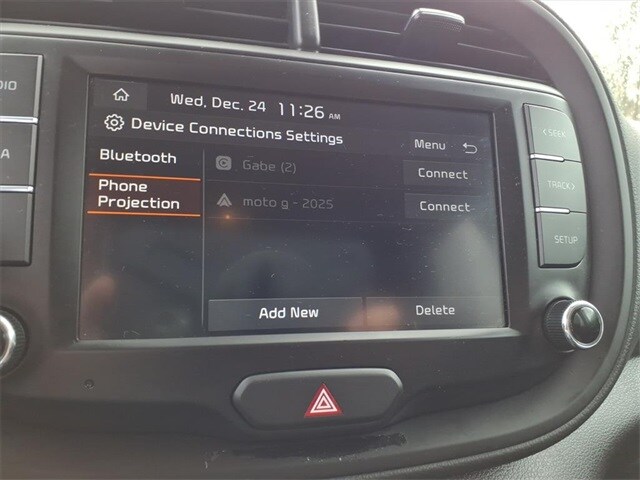 Wed, Dec. 24 11:26 AM
Device Connections Settings
Menu
Bluetooth
Gabe (2)
Connect
Phone
Projection
moto g - 2025
Connect
Add New
Delete
< SEEK
TRACK >
SETUP